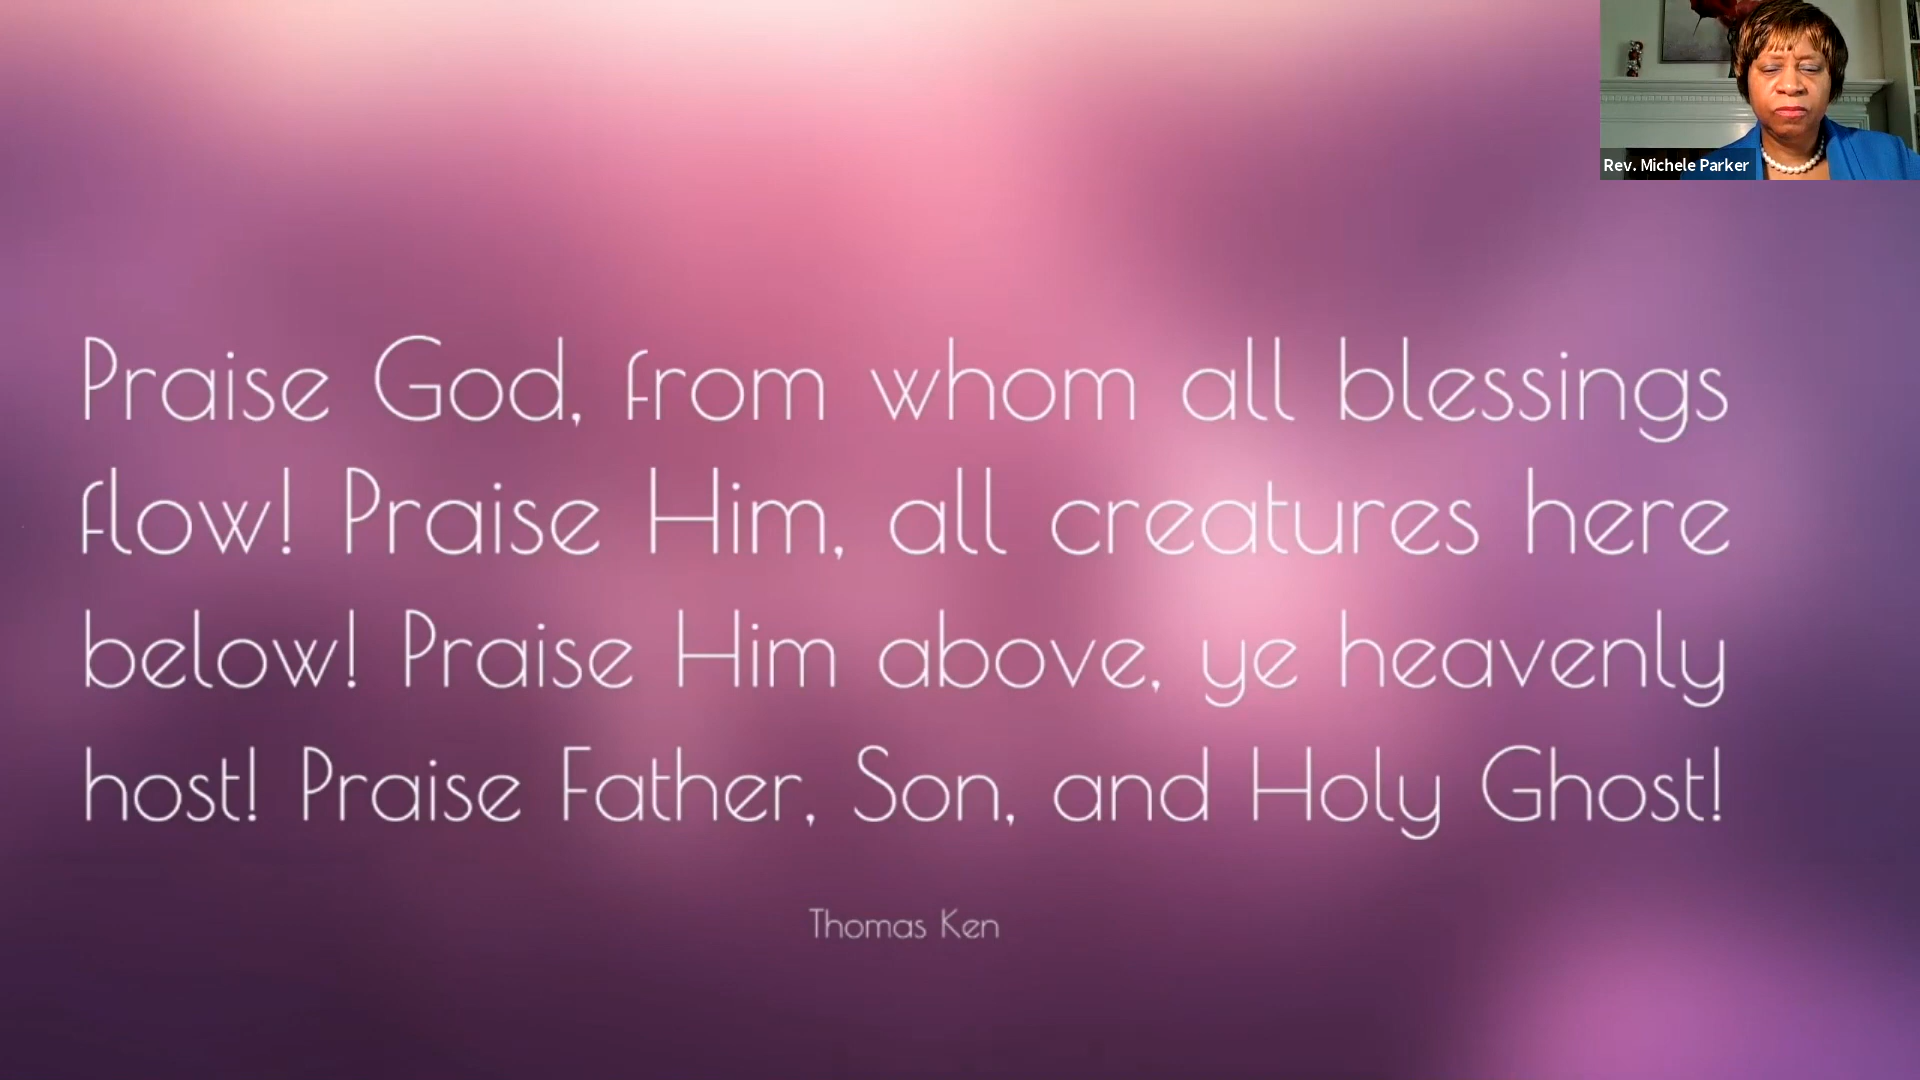 Rev. Michele Parker
Praise God, from whom all blessings
flow! Praise Him, all creatures here
below! Praise Him above, ye heavenly
host! Praise Father, Son, and Holy Ghost!
Thomas Ken